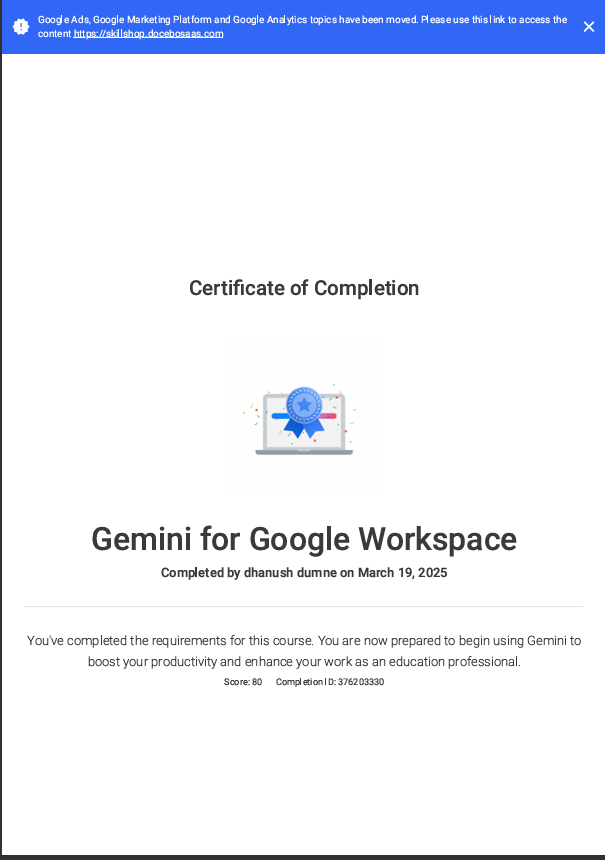 Google Ads, Google Marketing Platform and Google Analytics topics have been moved. Please use this link to access the
content https://skillshop.docebosaas.com
Certificate of Completion
Gemini for Google Workspace
Completed by dhanush dumne on March 19, 2025
You've completed the requirements for this course. You are now prepared to begin using Gemini to
boost your productivity and enhance your work as an education professional.
Score: 80 Completion ID: 376203330